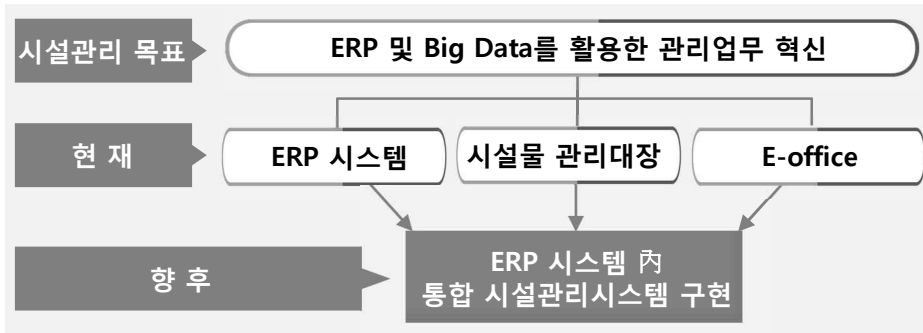 시설관리 목표
ERP 및 Big Data를 활용한 관리업무 혁신
현 재
ERP 시스템
시설물 관리대장
E-office
향 후
ERP 시스템 內
통합 시설관리시스템 구현